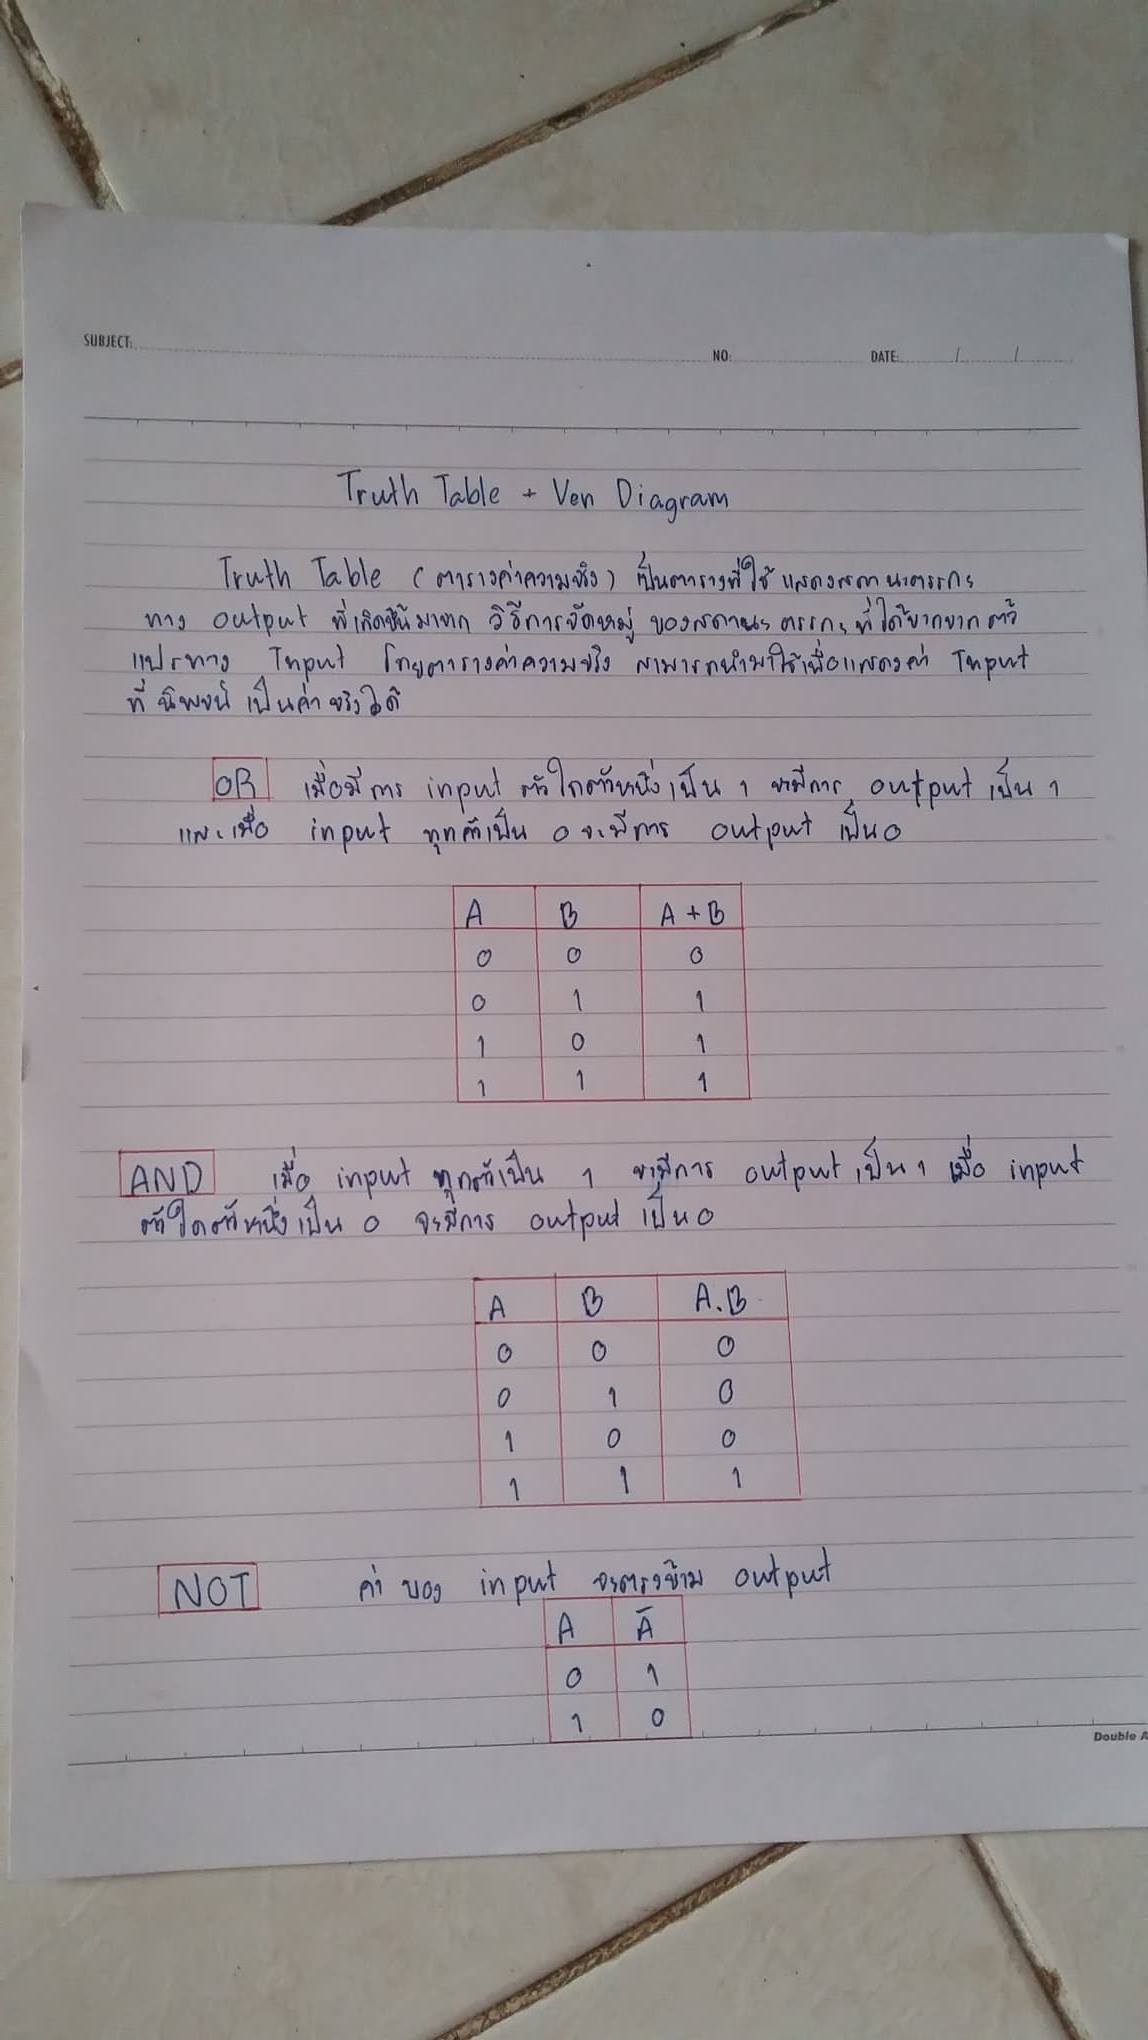 SUBJECT:
NO:
DATE: / /
Truth Table + Ven Diagram
Truth Table (ตารางค่าความจริง) เป็นตารางที่ใช้ แสดงสถานะตรรกะ
ทาง output ที่เกิดขึ้นมาจาก วิธีการจัดหมู่ ของสถานะตรรกะ ที่ได้มาจากตัว
แปรทาง Input โดยตารางค่าความจริง สามารถนำมาใช้เพื่อแสดงค่า Input
ที่ นิพจน์ เป็นค่าจริงได้
OR เมื่อมีการ input ตัวใดตัวหนึ่งเป็น 1 จะมีการ output เป็น 1
และเมื่อ input ทุกตัวเป็น 0 จะมีการ output เป็น 0
A B A + B
0 0 0
0 1 1
1 0 1
1 1 1
AND เมื่อ input ทุกตัวเป็น 1 จะมีการ output เป็น 1 เมื่อ input
ตัวใดตัวหนึ่งเป็น 0 จะมีการ output เป็น 0
A B A.B
0 0 0
0 1 0
1 0 0
1 1 1
NOT ค่า ของ input จะตรงข้าม output
A Ā
0 1
1 0
Double A